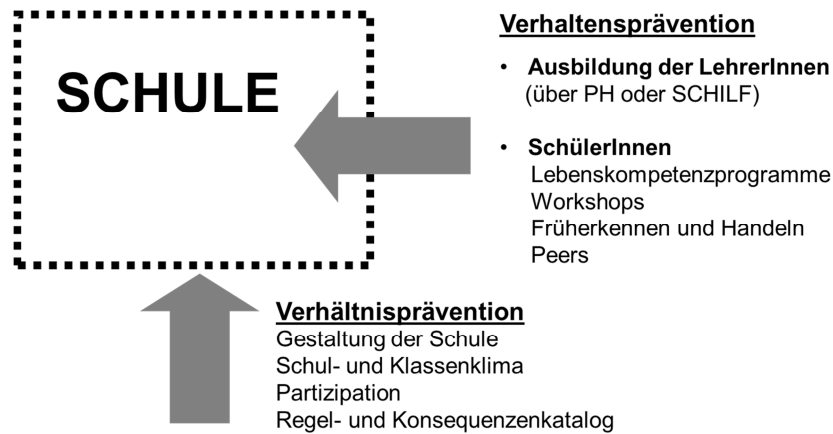 SCHULE
Verhaltensprävention
• Ausbildung der LehrerInnen
(über PH oder SCHILF)
• SchülerInnen
Lebenskompetenzprogramme
Workshops
Früherkennen und Handeln
Peers
Verhältnisprävention
Gestaltung der Schule
Schul- und Klassenklima
Partizipation
Regel- und Konsequenzenkatalog